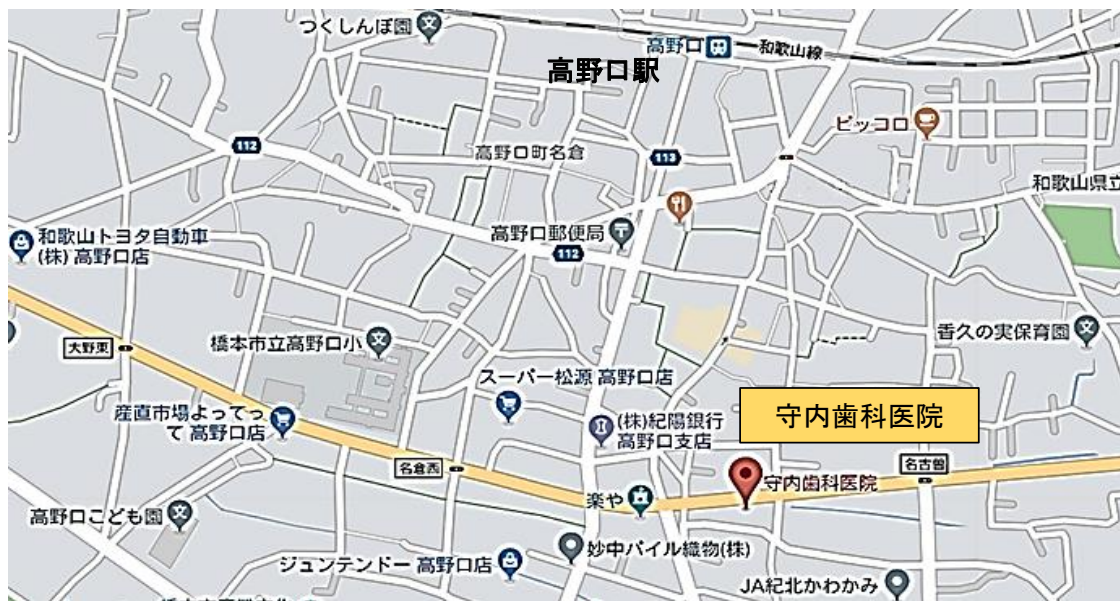 つくしんぼ園
高野口
和歌山線
高野口駅
ピッコロ
112
高野口町名倉
113
和歌山県立
和歌山トヨタ自動車
(株) 高野口店
高野口郵便局
112
大野東
橋本市立高野口小
香久の実保育園
スーパー松源 高野口店
産直市場よってっ
て 高野口店
(株)紀陽銀行
高野口支店
守内歯科医院
名倉西
名古曽
守内歯科医院
楽や
高野口こども園
妙中パイル織物(株)
ジュンテンドー 高野口店
JA紀北かわかみ